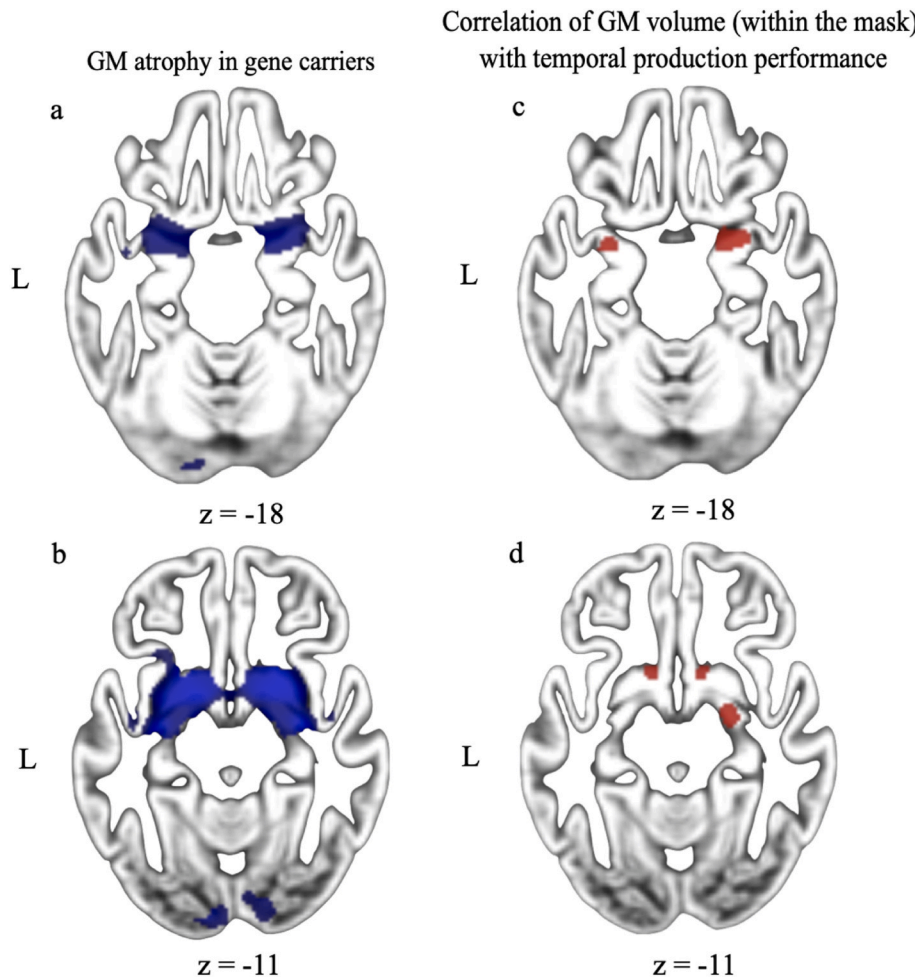 GM atrophy in gene carriers
Correlation of GM volume (within the mask)
with temporal production performance
a
c
L
L
z = -18
z = -18
b
d
L
L
z = -11
z = -11